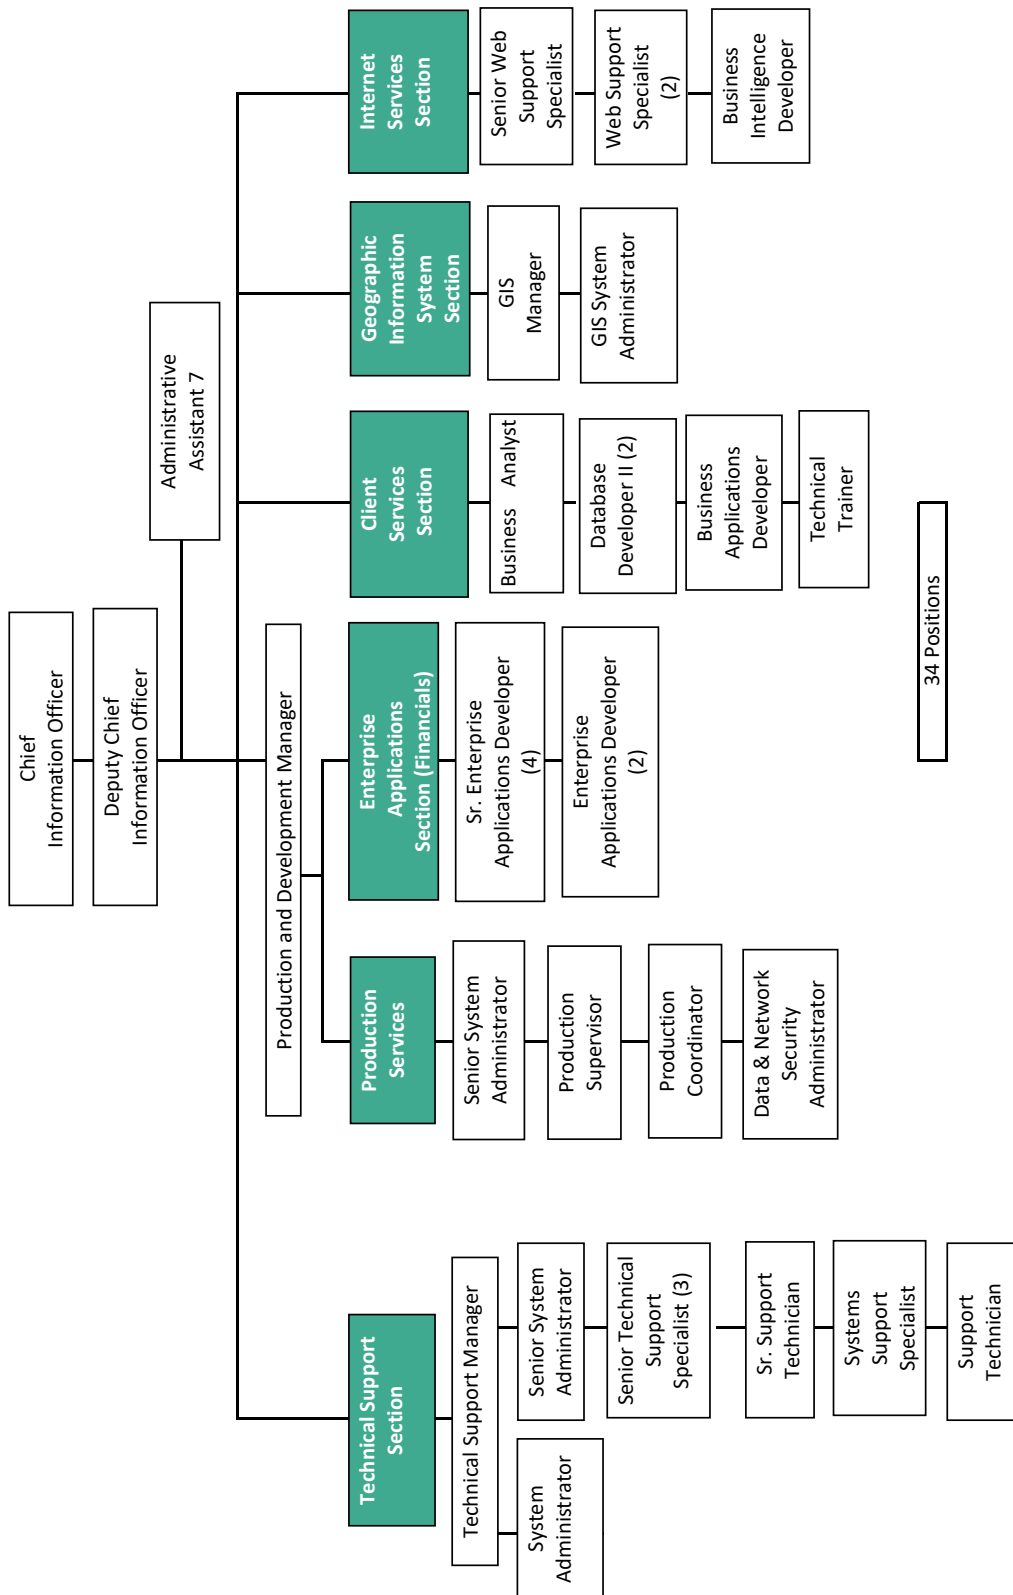 Chief
Information Officer
Deputy Chief
Information Officer
Administrative
Assistant 7
Production and Development Manager
Technical Support
Section
Technical Support Manager
System
Administrator
Senior System
Administrator
Senior Technical
Support
Specialist (3)
Sr. Support
Technician
Systems
Support
Specialist
Support
Technician
Production
Services
Senior System
Administrator
Production
Supervisor
Production
Coordinator
Data & Network
Security
Administrator
Enterprise
Applications
Section (Financials)
Sr. Enterprise
Applications Developer
(4)
Enterprise
Applications Developer
(2)
Client
Services
Section
Business Analyst
Database
Developer II (2)
Business
Applications
Developer
Technical
Trainer
Geographic
Information
System
Section
GIS
Manager
GIS System
Administrator
Internet
Services
Section
Senior Web
Support
Specialist
Web Support
Specialist
(2)
Business
Intelligence
Developer
34 Positions